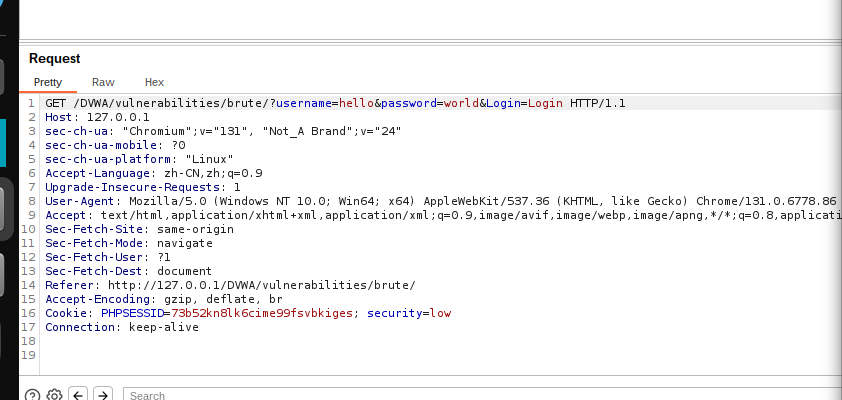 Request
Pretty Raw Hex
1 GET /DVWA/vulnerabilities/brute/?username=hello&password=world&Login=Login HTTP/1.1
2 Host: 127.0.0.1
3 sec-ch-ua: "Chromium";v="131", "Not_A Brand";v="24"
4 sec-ch-ua-mobile: ?0
5 sec-ch-ua-platform: "Linux"
6 Accept-Language: zh-CN,zh;q=0.9
7 Upgrade-Insecure-Requests: 1
8 User-Agent: Mozilla/5.0 (Windows NT 10.0; Win64; x64) AppleWebKit/537.36 (KHTML, like Gecko) Chrome/131.0.6778.86
9 Accept: text/html,application/xhtml+xml,application/xml;q=0.9,image/avif,image/webp,image/apng,*/*;q=0.8,applicati
10 Sec-Fetch-Site: same-origin
11 Sec-Fetch-Mode: navigate
12 Sec-Fetch-User: ?1
13 Sec-Fetch-Dest: document
14 Referer: http://127.0.0.1/DVWA/vulnerabilities/brute/
15 Accept-Encoding: gzip, deflate, br
16 Cookie: PHPSESSID=73b52kn8lk6cime99fsvbkiges; security=low
17 Connection: keep-alive
18
19
Search